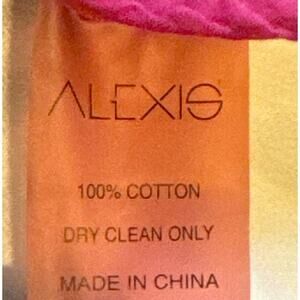 ALEXIS
100% COTTON
DRY CLEAN ONLY
MADE IN CHINA